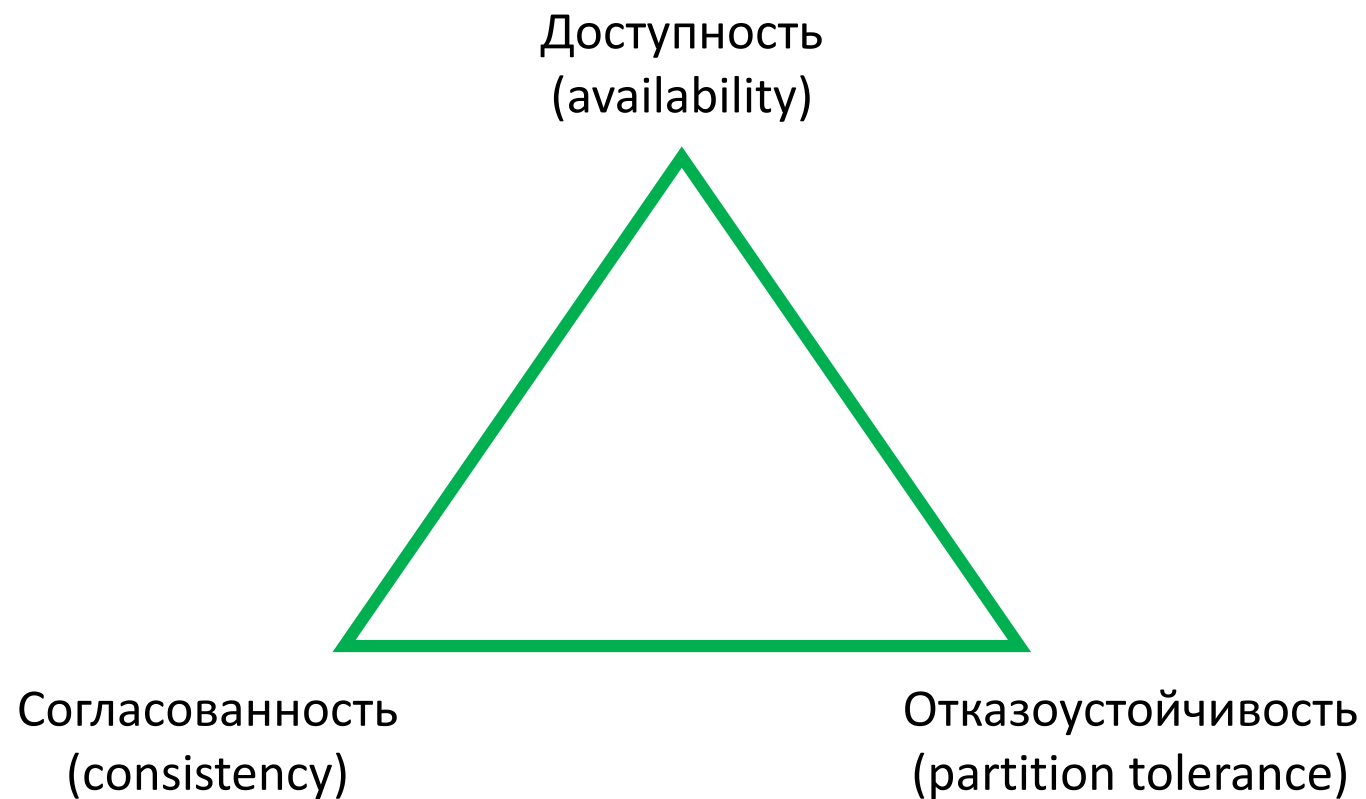 Доступность
(availability)
Согласованность
(consistency)
Отказоустойчивость
(partition tolerance)